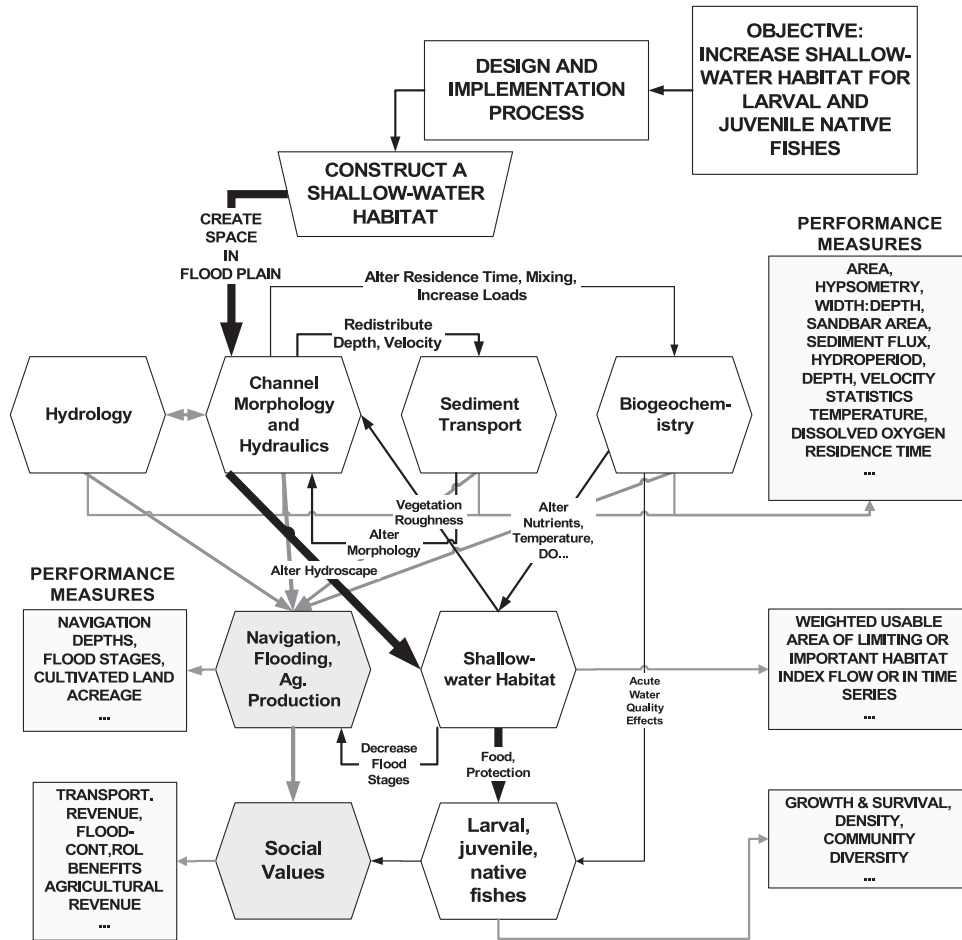 OBJECTIVE:
INCREASE SHALLOW-
WATER HABITAT FOR
LARVAL AND
JUVENILE NATIVE
FISHES
DESIGN AND
IMPLEMENTATION
PROCESS
CONSTRUCT A
SHALLOW-WATER
HABITAT
CREATE
SPACE
IN
FLOOD PLAIN
PERFORMANCE
MEASURES
AREA,
HYPSOMETRY,
WIDTH:DEPTH,
SANDBAR AREA,
SEDIMENT FLUX,
HYDROPERIOD,
DEPTH, VELOCITY
STATISTICS
TEMPERATURE,
DISSOLVED OXYGEN
RESIDENCE TIME
...
Alter Residence Time, Mixing,
Increase Loads
Redistribute
Depth, Velocity
Hydrology
Channel
Morphology
and
Hydraulics
Sediment
Transport
Biogeochem-
istry
Vegetation
Roughness
Alter
Morphology
Alter
Nutrients,
Temperature,
DO...
Alter Hydroscape
PERFORMANCE
MEASURES
NAVIGATION
DEPTHS,
FLOOD STAGES,
CULTIVATED LAND
ACREAGE
...
Navigation,
Flooding,
Ag.
Production
Shallow-
water Habitat
WEIGHTED USABLE
AREA OF LIMITING OR
IMPORTANT HABITAT
INDEX FLOW OR IN TIME
SERIES
...
Acute
Water
Quality
Effects
Decrease
Flood
Stages
Food,
Protection
TRANSPORT.
REVENUE,
FLOOD-
CONT,ROL
BENEFITS
AGRICULTURAL
REVENUE
...
Social
Values
Larval,
juvenile,
native
fishes
GROWTH & SURVIVAL,
DENSITY,
COMMUNITY
DIVERSITY
...